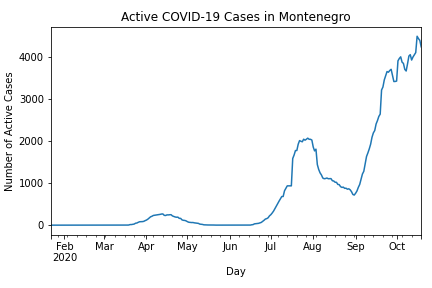 Active COVID-19 Cases in Montenegro
Number of Active Cases
4000
3000
2000
1000
0
Feb Mar Apr May Jun Jul Aug Sep Oct
2020
Day